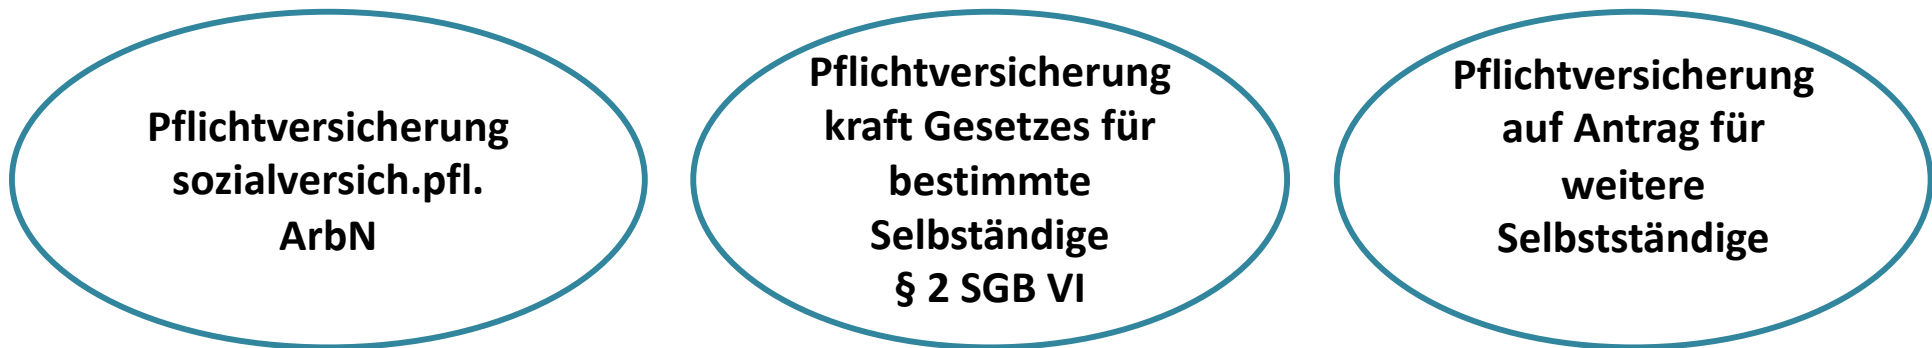 Pflichtversicherung
sozialversich.pfl.
ArbN
Pflichtversicherung
kraft Gesetzes für
bestimmte
Selbständige
§ 2 SGB VI
Pflichtversicherung
auf Antrag für
weitere
Selbstständige